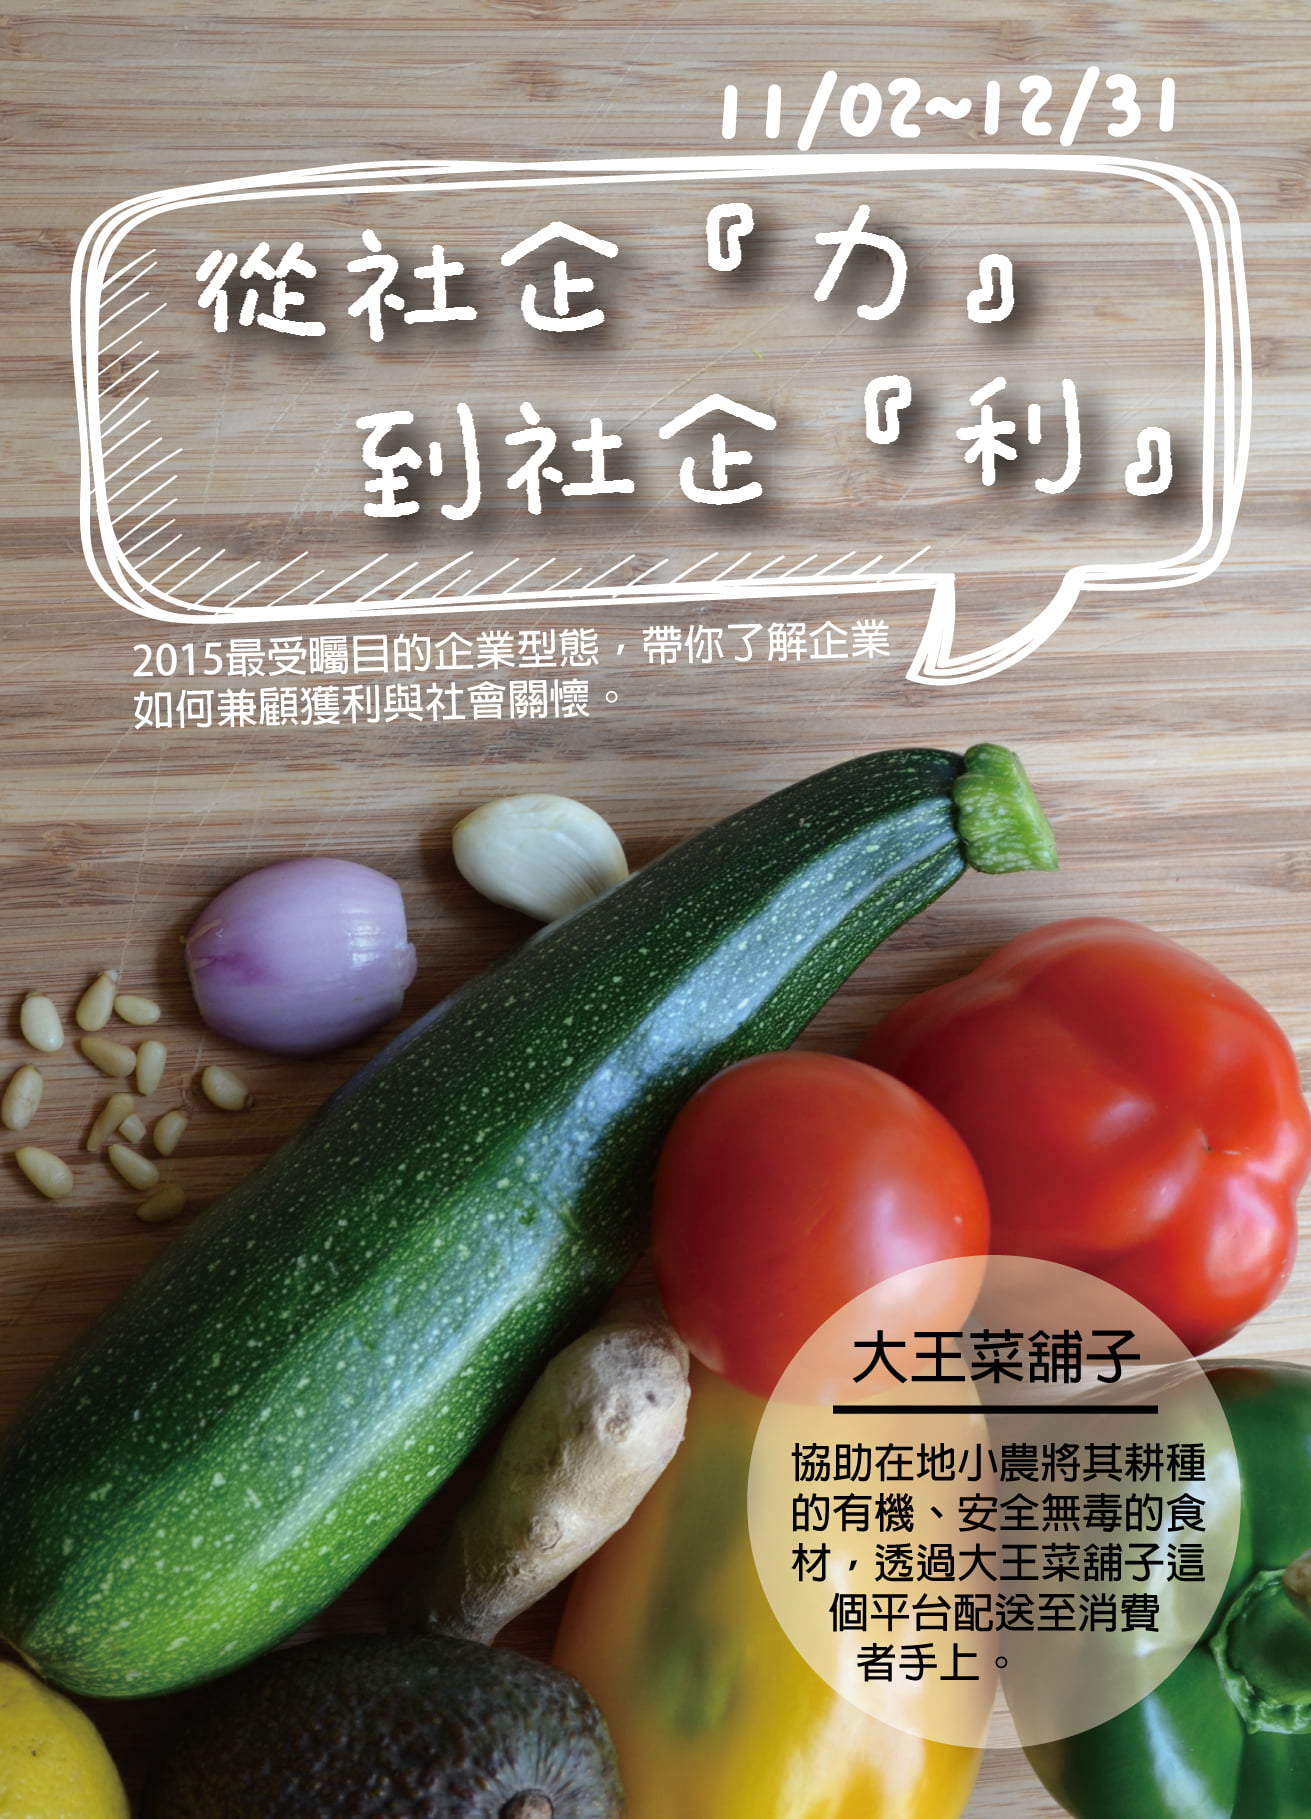 11/02~12/31
從社企『力』
到社企『利』
2015最受矚目的企業型態，帶你了解企業
如何兼顧獲利與社會關懷。
大王菜舖子
協助在地小農將其耕種
的有機、安全無毒的食
材，透過大王菜舖子這
個平台配送至消費
者手上。